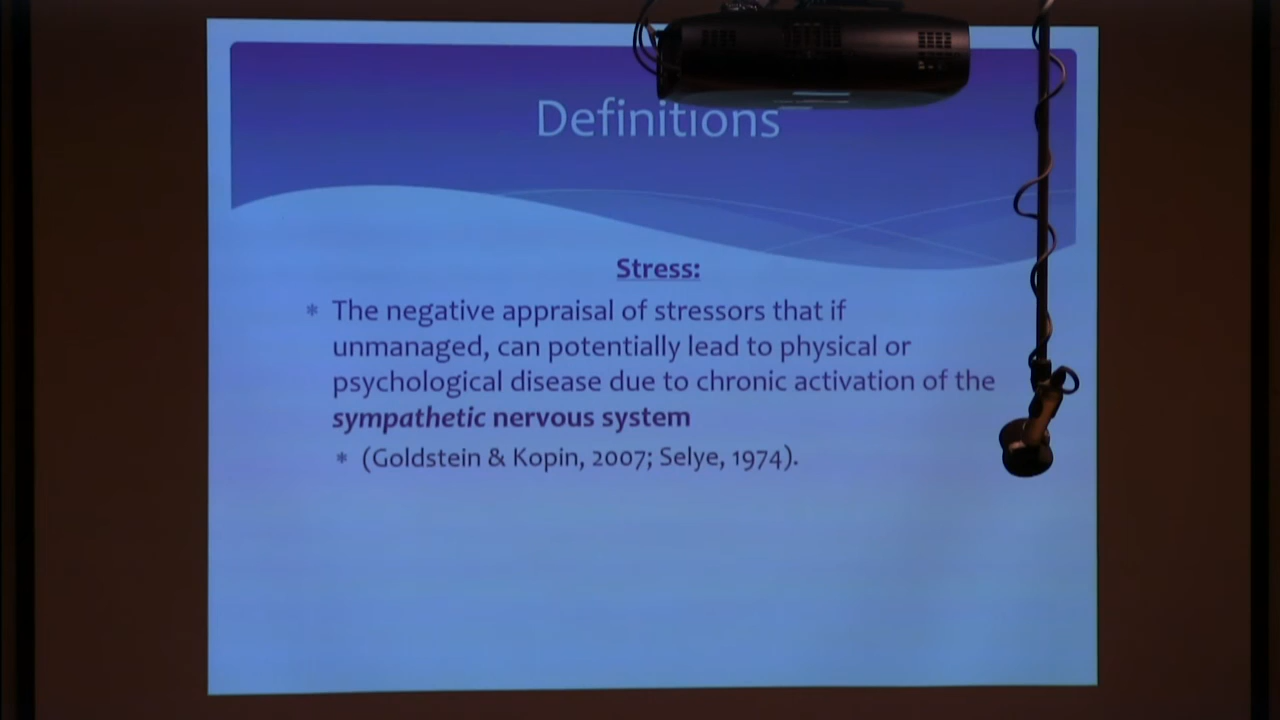 Definitions
Stress:
* The negative appraisal of stressors that if
unmanaged, can potentially lead to physical or
psychological disease due to chronic activation of the
sympathetic nervous system
* (Goldstein & Kopin, 2007; Selye, 1974).